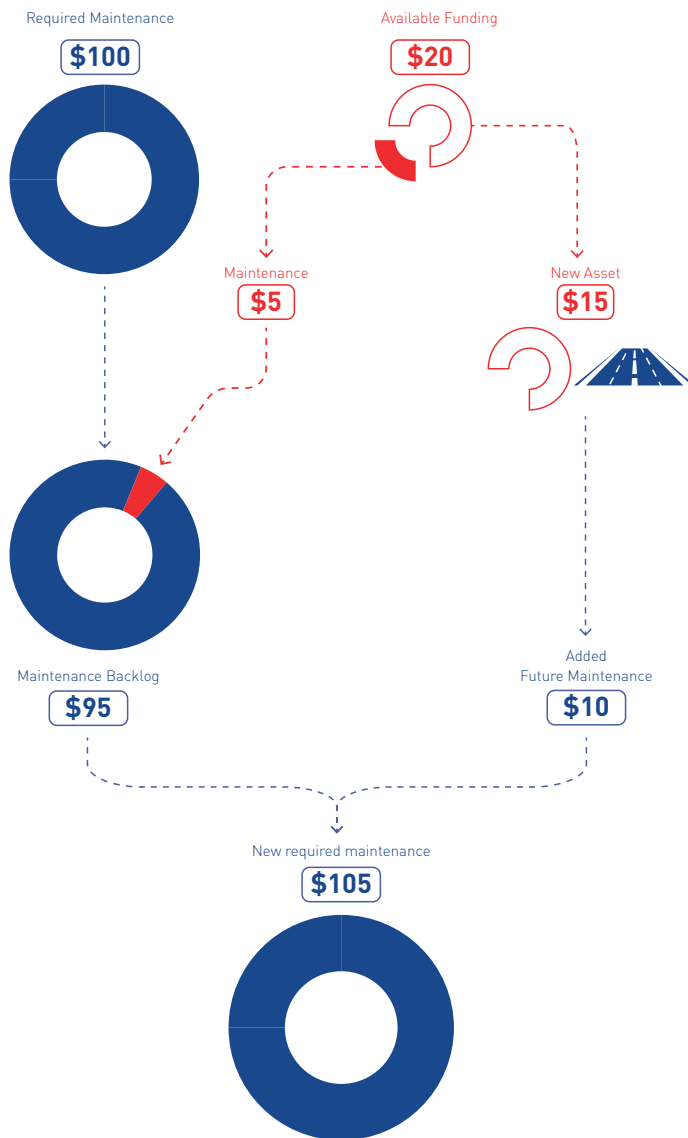 Required Maintenance
$100
Available Funding
$20
Maintenance
$5
New Asset
$15
Maintenance Backlog
$95
Added
Future Maintenance
$10
New required maintenance
$105